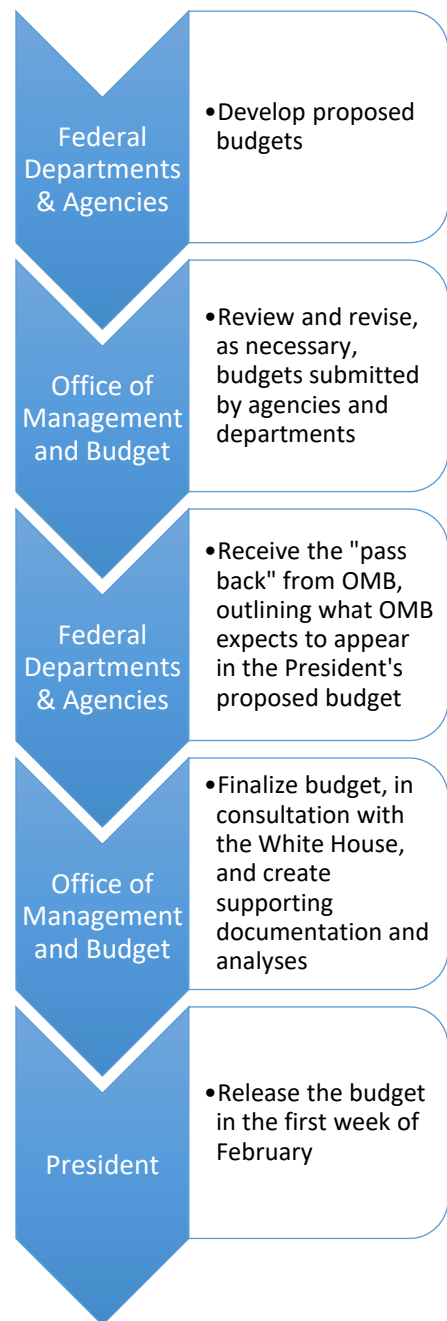 Federal
Departments
& Agencies
•Develop proposed
budgets
Office of
Management
and Budget
•Review and revise,
as necessary,
budgets submitted
by agencies and
departments
Federal
Departments
& Agencies
•Receive the "pass
back" from OMB,
outlining what OMB
expects to appear
in the President's
proposed budget
Office of
Management
and Budget
•Finalize budget, in
consultation with
the White House,
and create
supporting
documentation and
analyses
President
•Release the budget
in the first week of
February